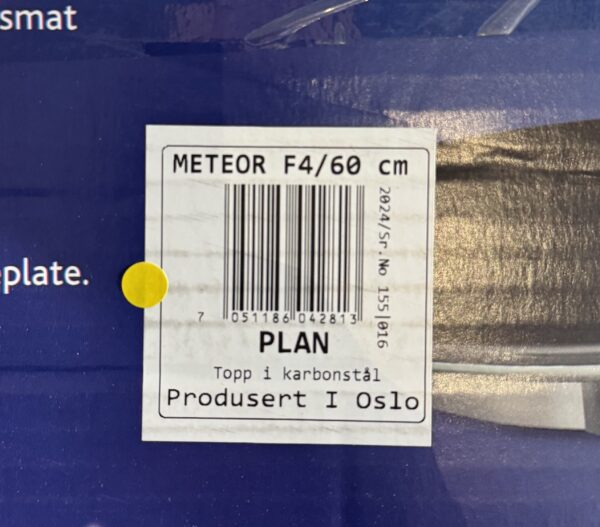 smat
METEOR F4/60 cm
2024/Sr.No 155|016
plate.
7 051186 042813
PLAN
Topp i karbonstål
Produsert I Oslo